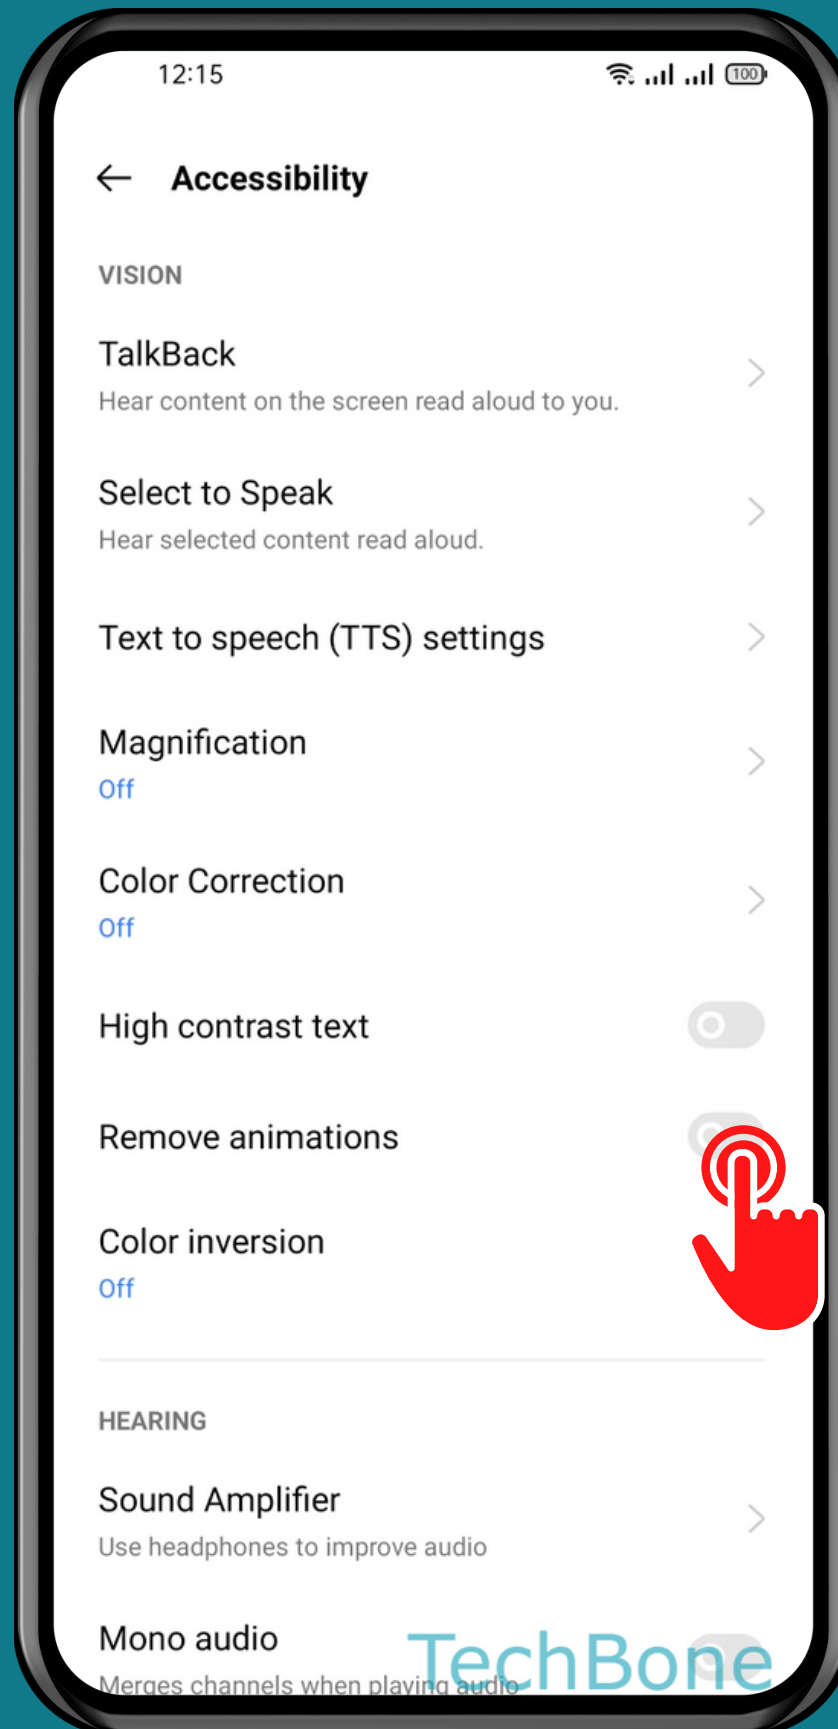 12:15
100
Accessibility
VISION
TalkBack
Hear content on the screen read aloud to you.
Select to Speak
Hear selected content read aloud.
Text to speech (TTS) settings
Magnification
Off
Color Correction
Off
High contrast text
Remove animations
Color inversion
Off
HEARING
Sound Amplifier
Use headphones to improve audio
Mono audio
Merges channels when playing audio
TechBone